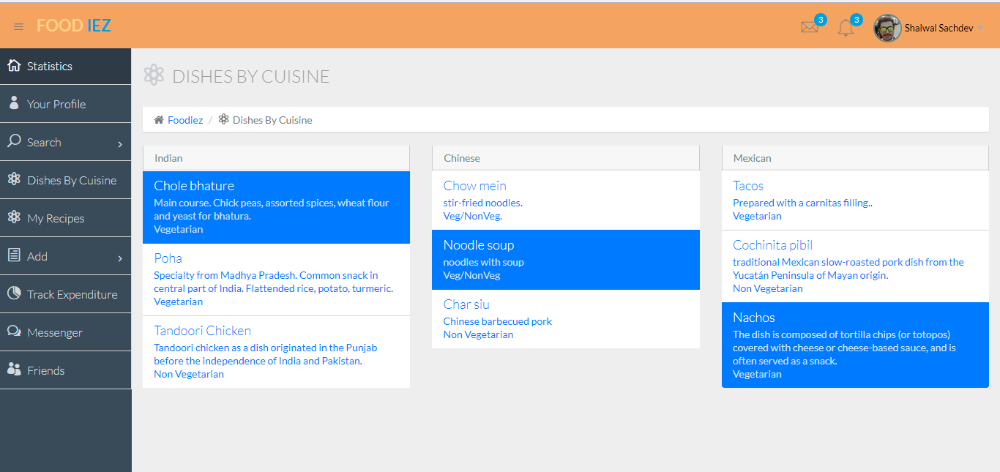 FOOD IEZ
3
3
Shaiwal Sachdev
Statistics
Your Profile
Search
Dishes By Cuisine
My Recipes
Add
Track Expenditure
Messenger
Friends
DISHES BY CUISINE
Foodiez / Dishes By Cuisine
Indian
Chole bhature
Main course. Chick peas, assorted spices, wheat flour
and yeast for bhatura.
Vegetarian
Poha
Specialty from Madhya Pradesh. Common snack in
central part of India. Flattended rice, potato, turmeric.
Vegetarian
Tandoori Chicken
Tandoori chicken as a dish originated in the Punjab
before the independence of India and Pakistan.
Non Vegetarian
Chinese
Chow mein
stir-fried noodles.
Veg/NonVeg.
Noodle soup
noodles with soup
Veg/NonVeg
Char siu
Chinese barbecued pork
Non Vegetarian
Mexican
Tacos
Prepared with a carnitas filling..
Vegetarian
Cochinita pibil
traditional Mexican slow-roasted pork dish from the
Yucatán Peninsula of Mayan origin.
Non Vegetarian
Nachos
The dish is composed of tortilla chips (or totopos)
covered with cheese or cheese-based sauce, and is
often served as a snack.
Vegetarian